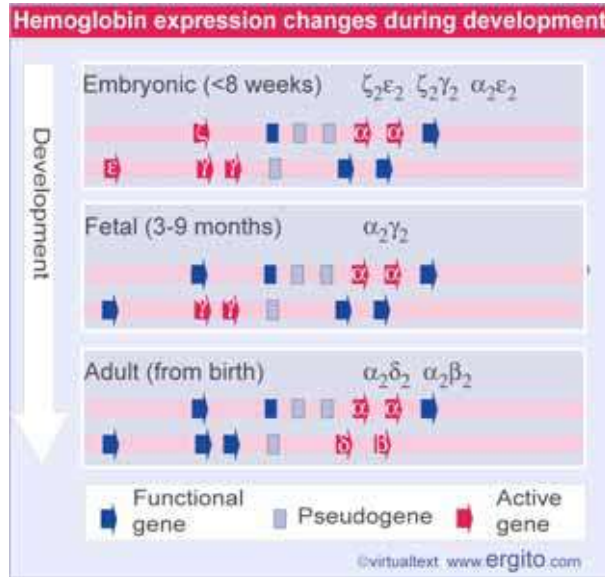 Hemoglobin expression changes during development
Development
Embryonic (<8 weeks) ζ₂ε₂ ζ₂γ₂ α₂ε₂
ζ α α
ε γ γ
Fetal (3-9 months) α₂γ₂
α α
γ γ
Adult (from birth) α₂δ₂ α₂β₂
α α
δ β
Functional gene
Pseudogene
Active gene
©virtualtext www.ergito.com